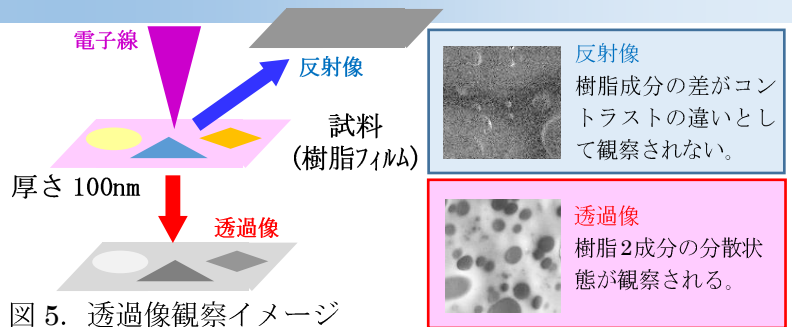 電子線
反射像
試料
(樹脂ﾌｨﾙﾑ)
厚さ 100nm
透過像
図 5. 透過像観察イメージ
反射像
樹脂成分の差がコン
トラストの違いとし
て観察されない。
透過像
樹脂２成分の分散状
態が観察される。